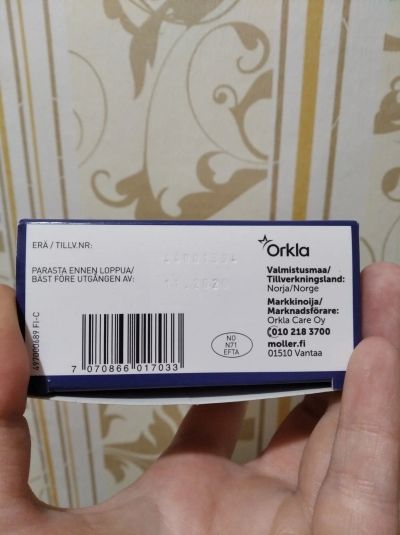 ERÄ / TILLV.NR:
PARASTA ENNEN LOPPUA/
BÄST FÖRE UTGÅNGEN AV:
7 070866 017033
NO
N71
EFTA
Orkla
Valmistusmaa/
Tillverkningsland:
Norja/Norge
Markkinoija/
Marknadsförare:
Orkla Care Oy
010 218 3700
moller.fi
01510 Vantaa